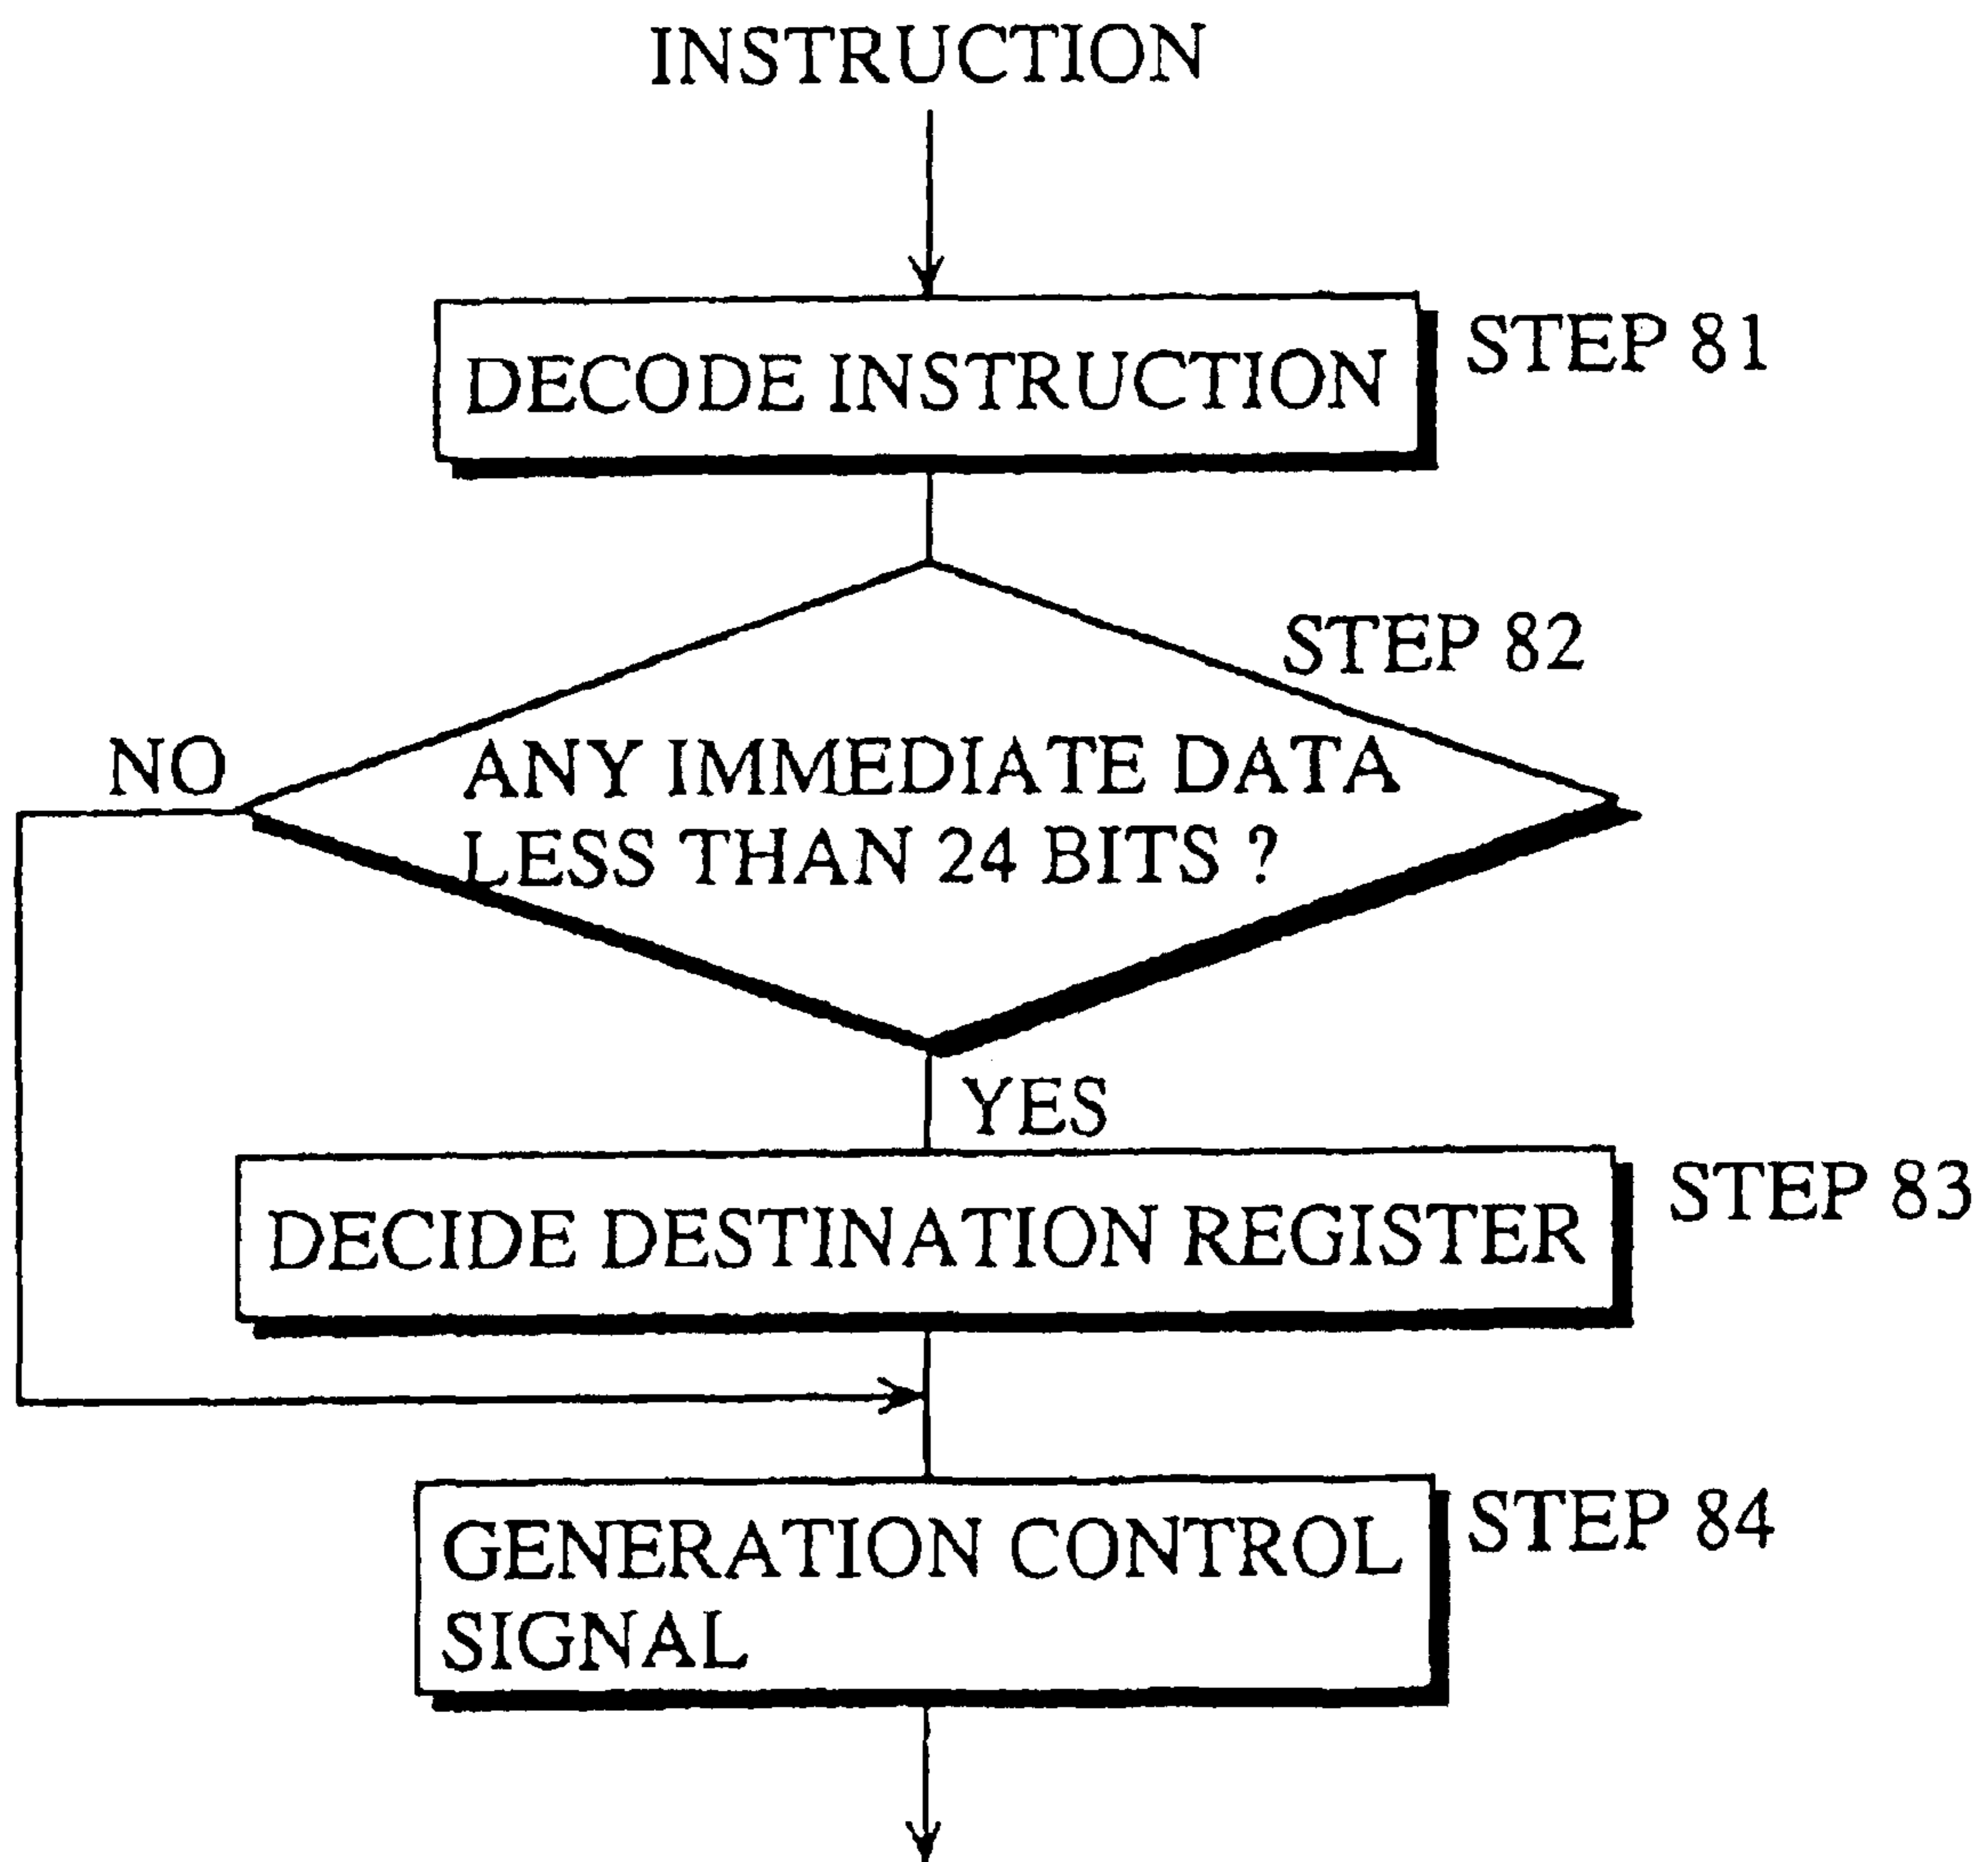 INSTRUCTION
DECODE INSTRUCTION
STEP 81
STEP 82
NO
ANY IMMEDIATE DATA
LESS THAN 24 BITS ?
YES
DECIDE DESTINATION REGISTER
STEP 83
GENERATION CONTROL
SIGNAL
STEP 84